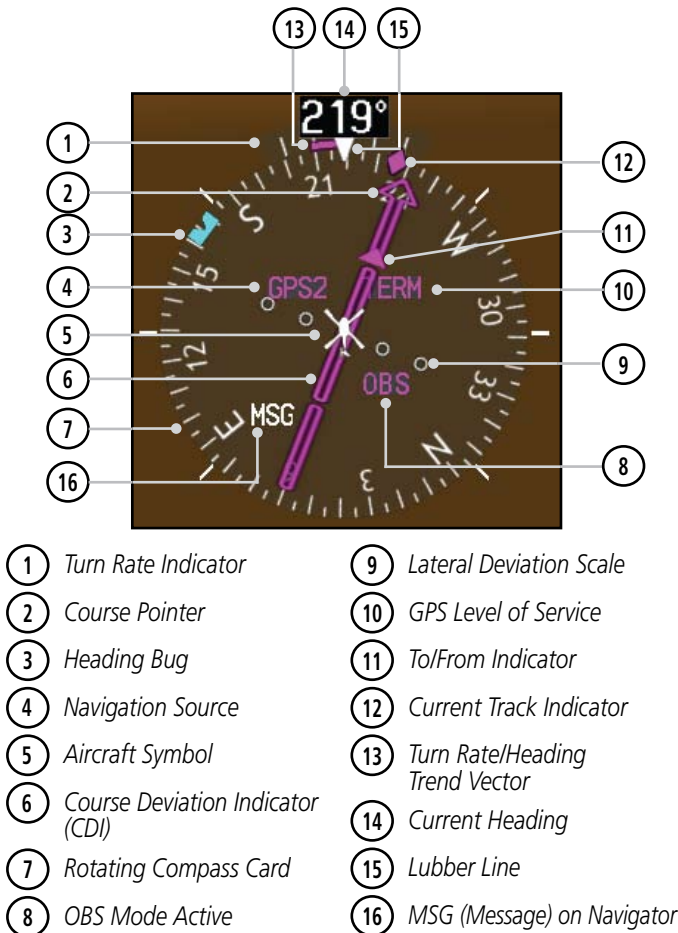 13 14 15
219°
1
12
2
21
3
S
W
11
15
4
GPS2
TERM
10
30
5
12
9
6
OBS
33
7
E
MSG
N
8
16
3
1 Turn Rate Indicator
2 Course Pointer
3 Heading Bug
4 Navigation Source
5 Aircraft Symbol
6 Course Deviation Indicator
(CDI)
7 Rotating Compass Card
8 OBS Mode Active
9 Lateral Deviation Scale
10 GPS Level of Service
11 To/From Indicator
12 Current Track Indicator
13 Turn Rate/Heading
Trend Vector
14 Current Heading
15 Lubber Line
16 MSG (Message) on Navigator